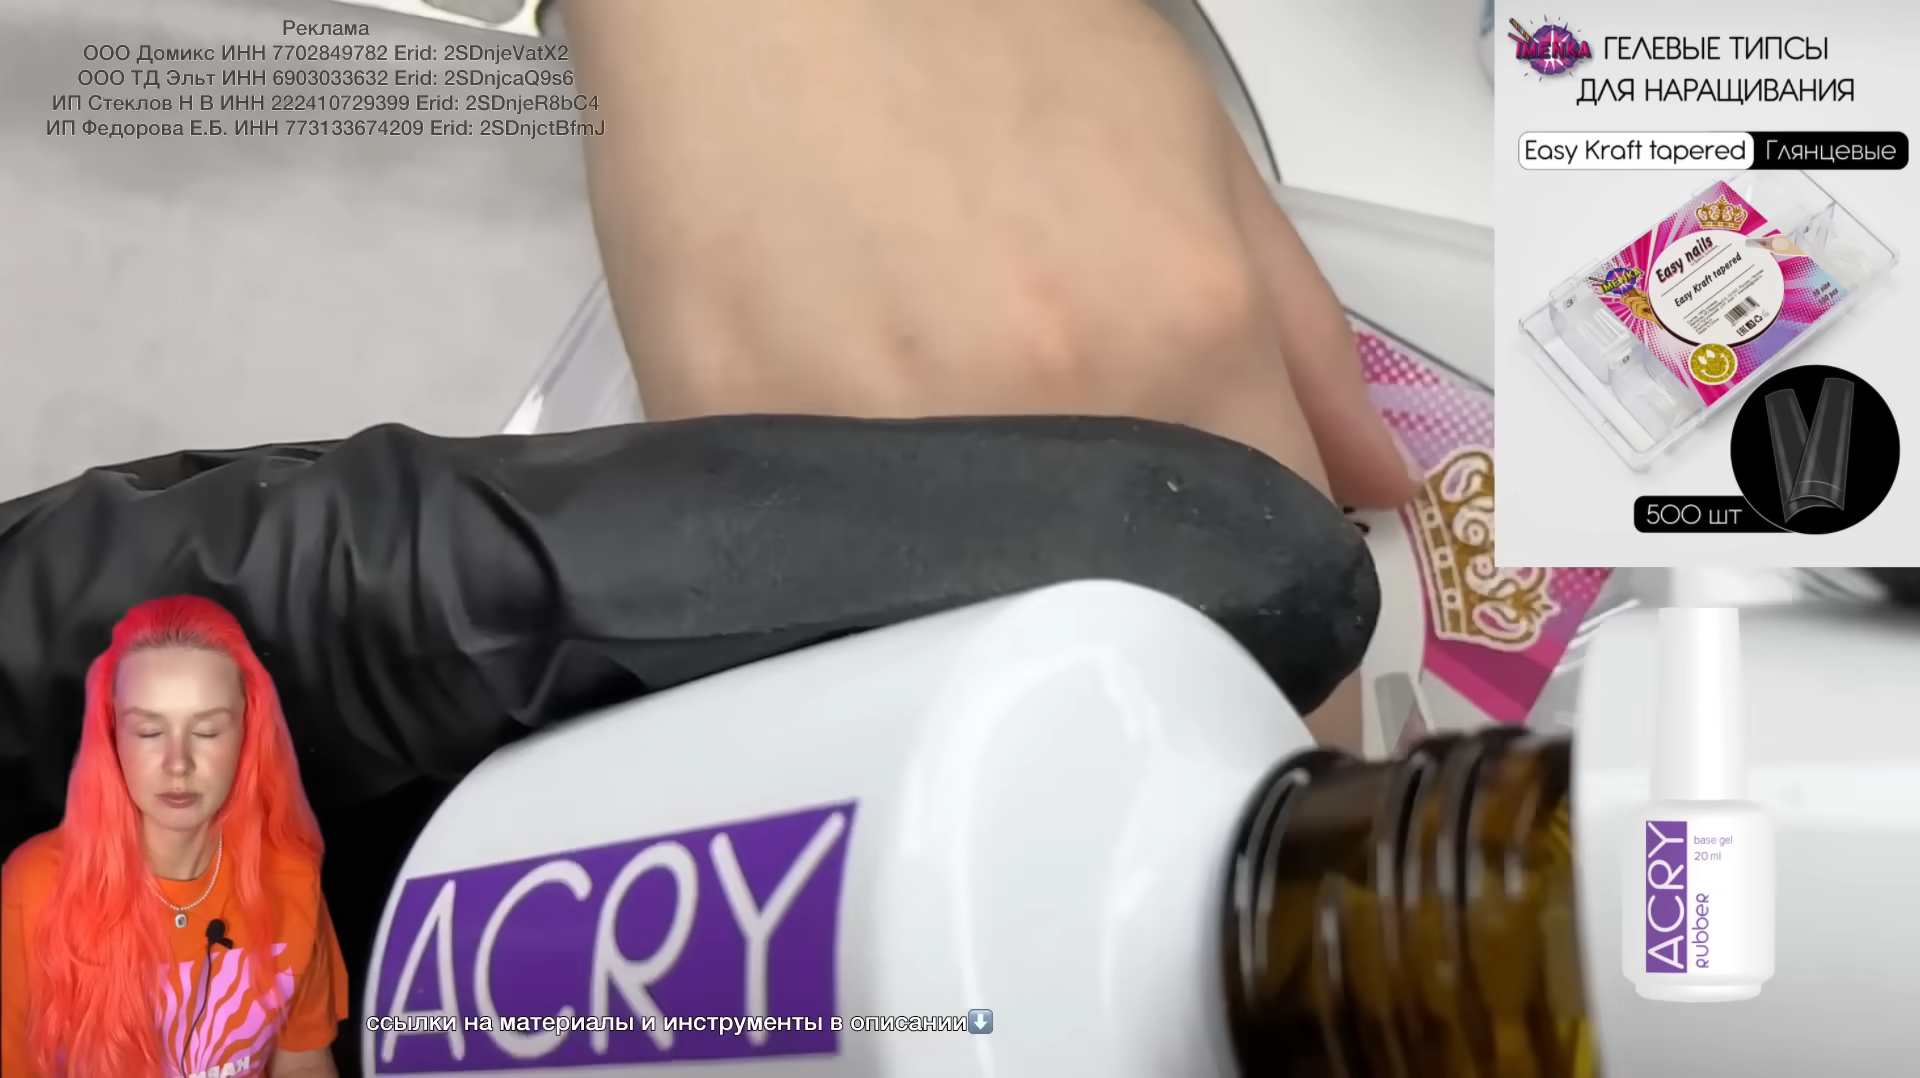 Реклама
ООО Домикс ИНН 7702849782 Erid: 2SDnjeVatX2
ООО ТД Эльт ИНН 6903033632 Erid: 2SDnjcaQ9s6
ИП Стеклов Н В ИНН 222410729399 Erid: 2SDnjeR8bC4
ИП Федорова Е.Б. ИНН 773133674209 Erid: 2SDnjctBfmJ
IMENKA
ГЕЛЕВЫЕ ТИПСЫ
ДЛЯ НАРАЩИВАНИЯ
Easy Kraft tapered Глянцевые
IMENKA
Easy nails
Easy Kraft tapered
500 шт
ACRY
base gel
20 ml
RUBBER
ACRY
ссылки на материалы и инструменты в описании⬇️